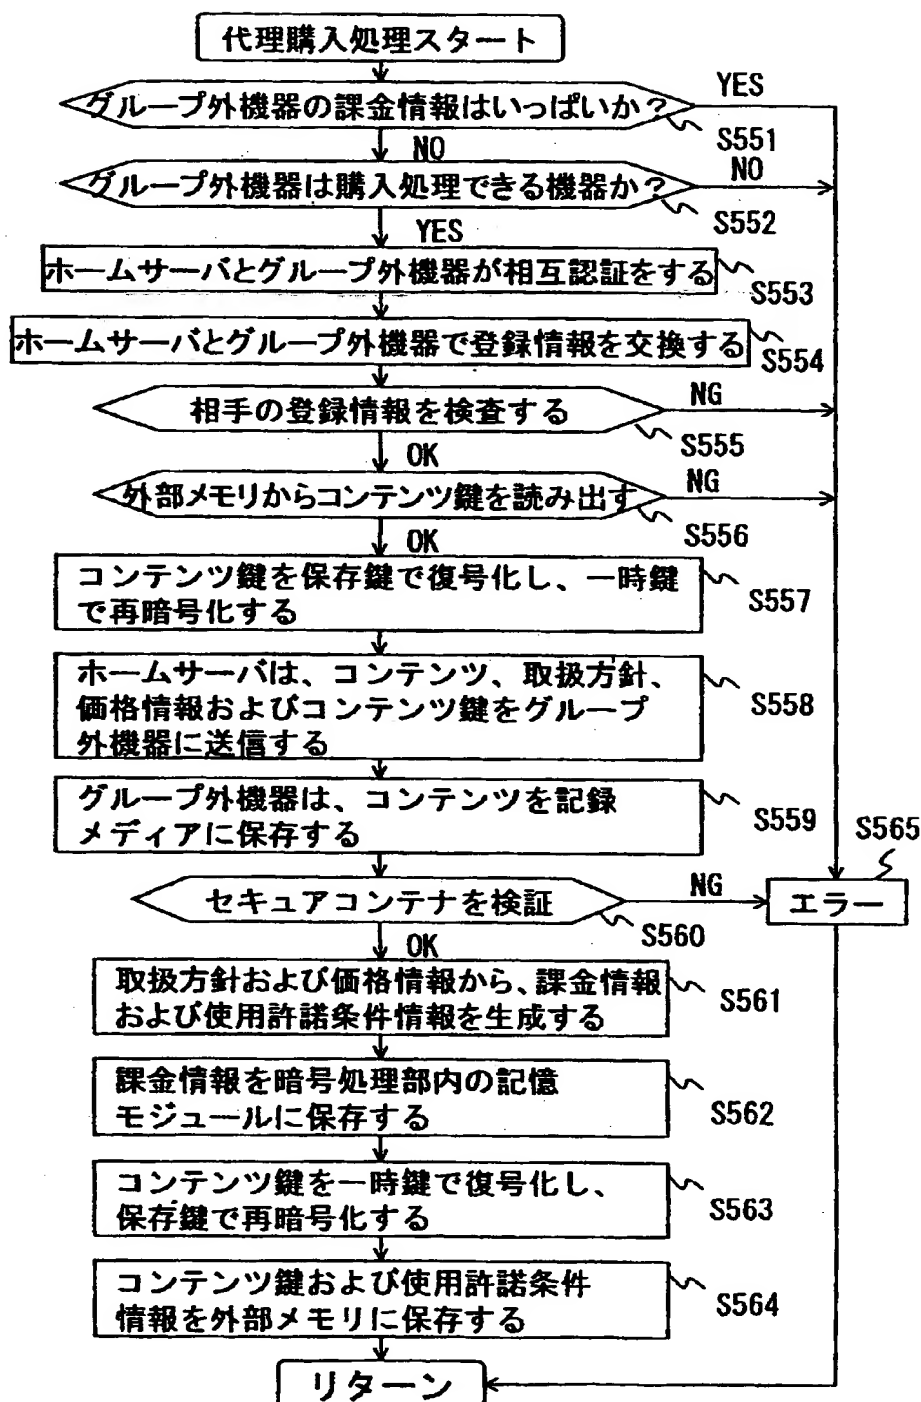 代理購入処理スタート
グループ外機器の課金情報はいっぱいか?
YES
S551
NO
グループ外機器は購入処理できる機器か?
NO
S552
YES
ホームサーバとグループ外機器が相互認証をする
S553
ホームサーバとグループ外機器で登録情報を交換する
S554
相手の登録情報を検査する
NG
S555
OK
外部メモリからコンテンツ鍵を読み出す
NG
S556
OK
コンテンツ鍵を保存鍵で復号化し、一時鍵
で再暗号化する
S557
ホームサーバは、コンテンツ、取扱方針、
価格情報およびコンテンツ鍵をグループ
外機器に送信する
S558
グループ外機器は、コンテンツを記録
メディアに保存する
S559
S565
セキュアコンテナを検証
NG
エラー
S560
OK
取扱方針および価格情報から、課金情報
および使用許諾条件情報を生成する
S561
課金情報を暗号処理部内の記憶
モジュールに保存する
S562
コンテンツ鍵を一時鍵で復号化し、
保存鍵で再暗号化する
S563
コンテンツ鍵および使用許諾条件
情報を外部メモリに保存する
S564
リターン